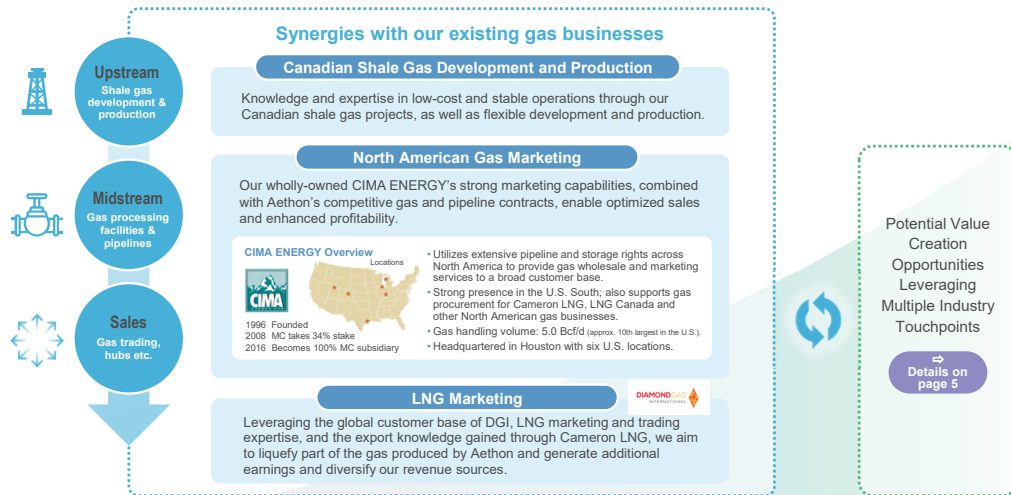 Synergies with our existing gas businesses
Upstream
Shale gas
development &
production
Canadian Shale Gas Development and Production
Knowledge and expertise in low-cost and stable operations through our
Canadian shale gas projects, as well as flexible development and production.
Midstream
Gas processing
facilities &
pipelines
North American Gas Marketing
Our wholly-owned CIMA ENERGY's strong marketing capabilities, combined
with Aethon's competitive gas and pipeline contracts, enable optimized sales
and enhanced profitability.
CIMA ENERGY Overview
Locations
CIMA
1996 Founded
2008 MC takes 34% stake
2016 Becomes 100% MC subsidiary
• Utilizes extensive pipeline and storage rights across
North America to provide gas wholesale and marketing
services to a broad customer base.
• Strong presence in the U.S. South; also supports gas
procurement for Cameron LNG, LNG Canada and
other North American gas businesses.
• Gas handling volume: 5.0 Bcf/d (approx. 10th largest in the U.S.).
• Headquartered in Houston with six U.S. locations.
Sales
Gas trading,
hubs etc.
LNG Marketing
DIAMONDGAS
INTERNATIONAL
Leveraging the global customer base of DGI, LNG marketing and trading
expertise, and the export knowledge gained through Cameron LNG, we aim
to liquefy part of the gas produced by Aethon and generate additional
earnings and diversify our revenue sources.
Potential Value
Creation
Opportunities
Leveraging
Multiple Industry
Touchpoints
⇨
Details on
page 5